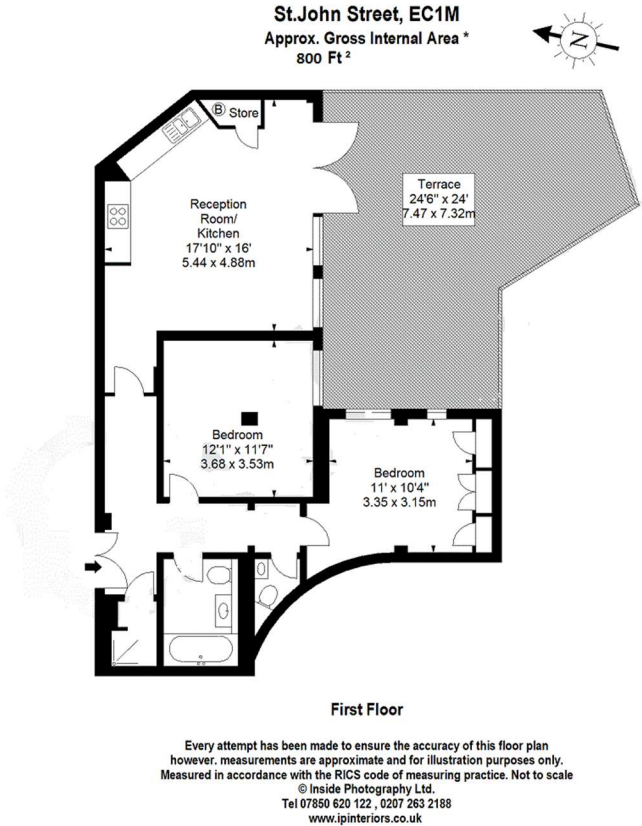 St.John Street, EC1M
Approx. Gross Internal Area *
800 Ft ²
N
B
Store
Reception
Room/
Kitchen
17'10" x 16'
5.44 x 4.88m
Terrace
24'6" x 24'
7.47 x 7.32m
Bedroom
12'1" x 11'7"
3.68 x 3.53m
Bedroom
11' x 10'4"
3.35 x 3.15m
First Floor
Every attempt has been made to ensure the accuracy of this floor plan
however. measurements are approximate and for illustration purposes only.
Measured in accordance with the RICS code of measuring practice. Not to scale
© Inside Photography Ltd.
Tel 07850 620 122 , 0207 263 2188
www.ipinteriors.co.uk